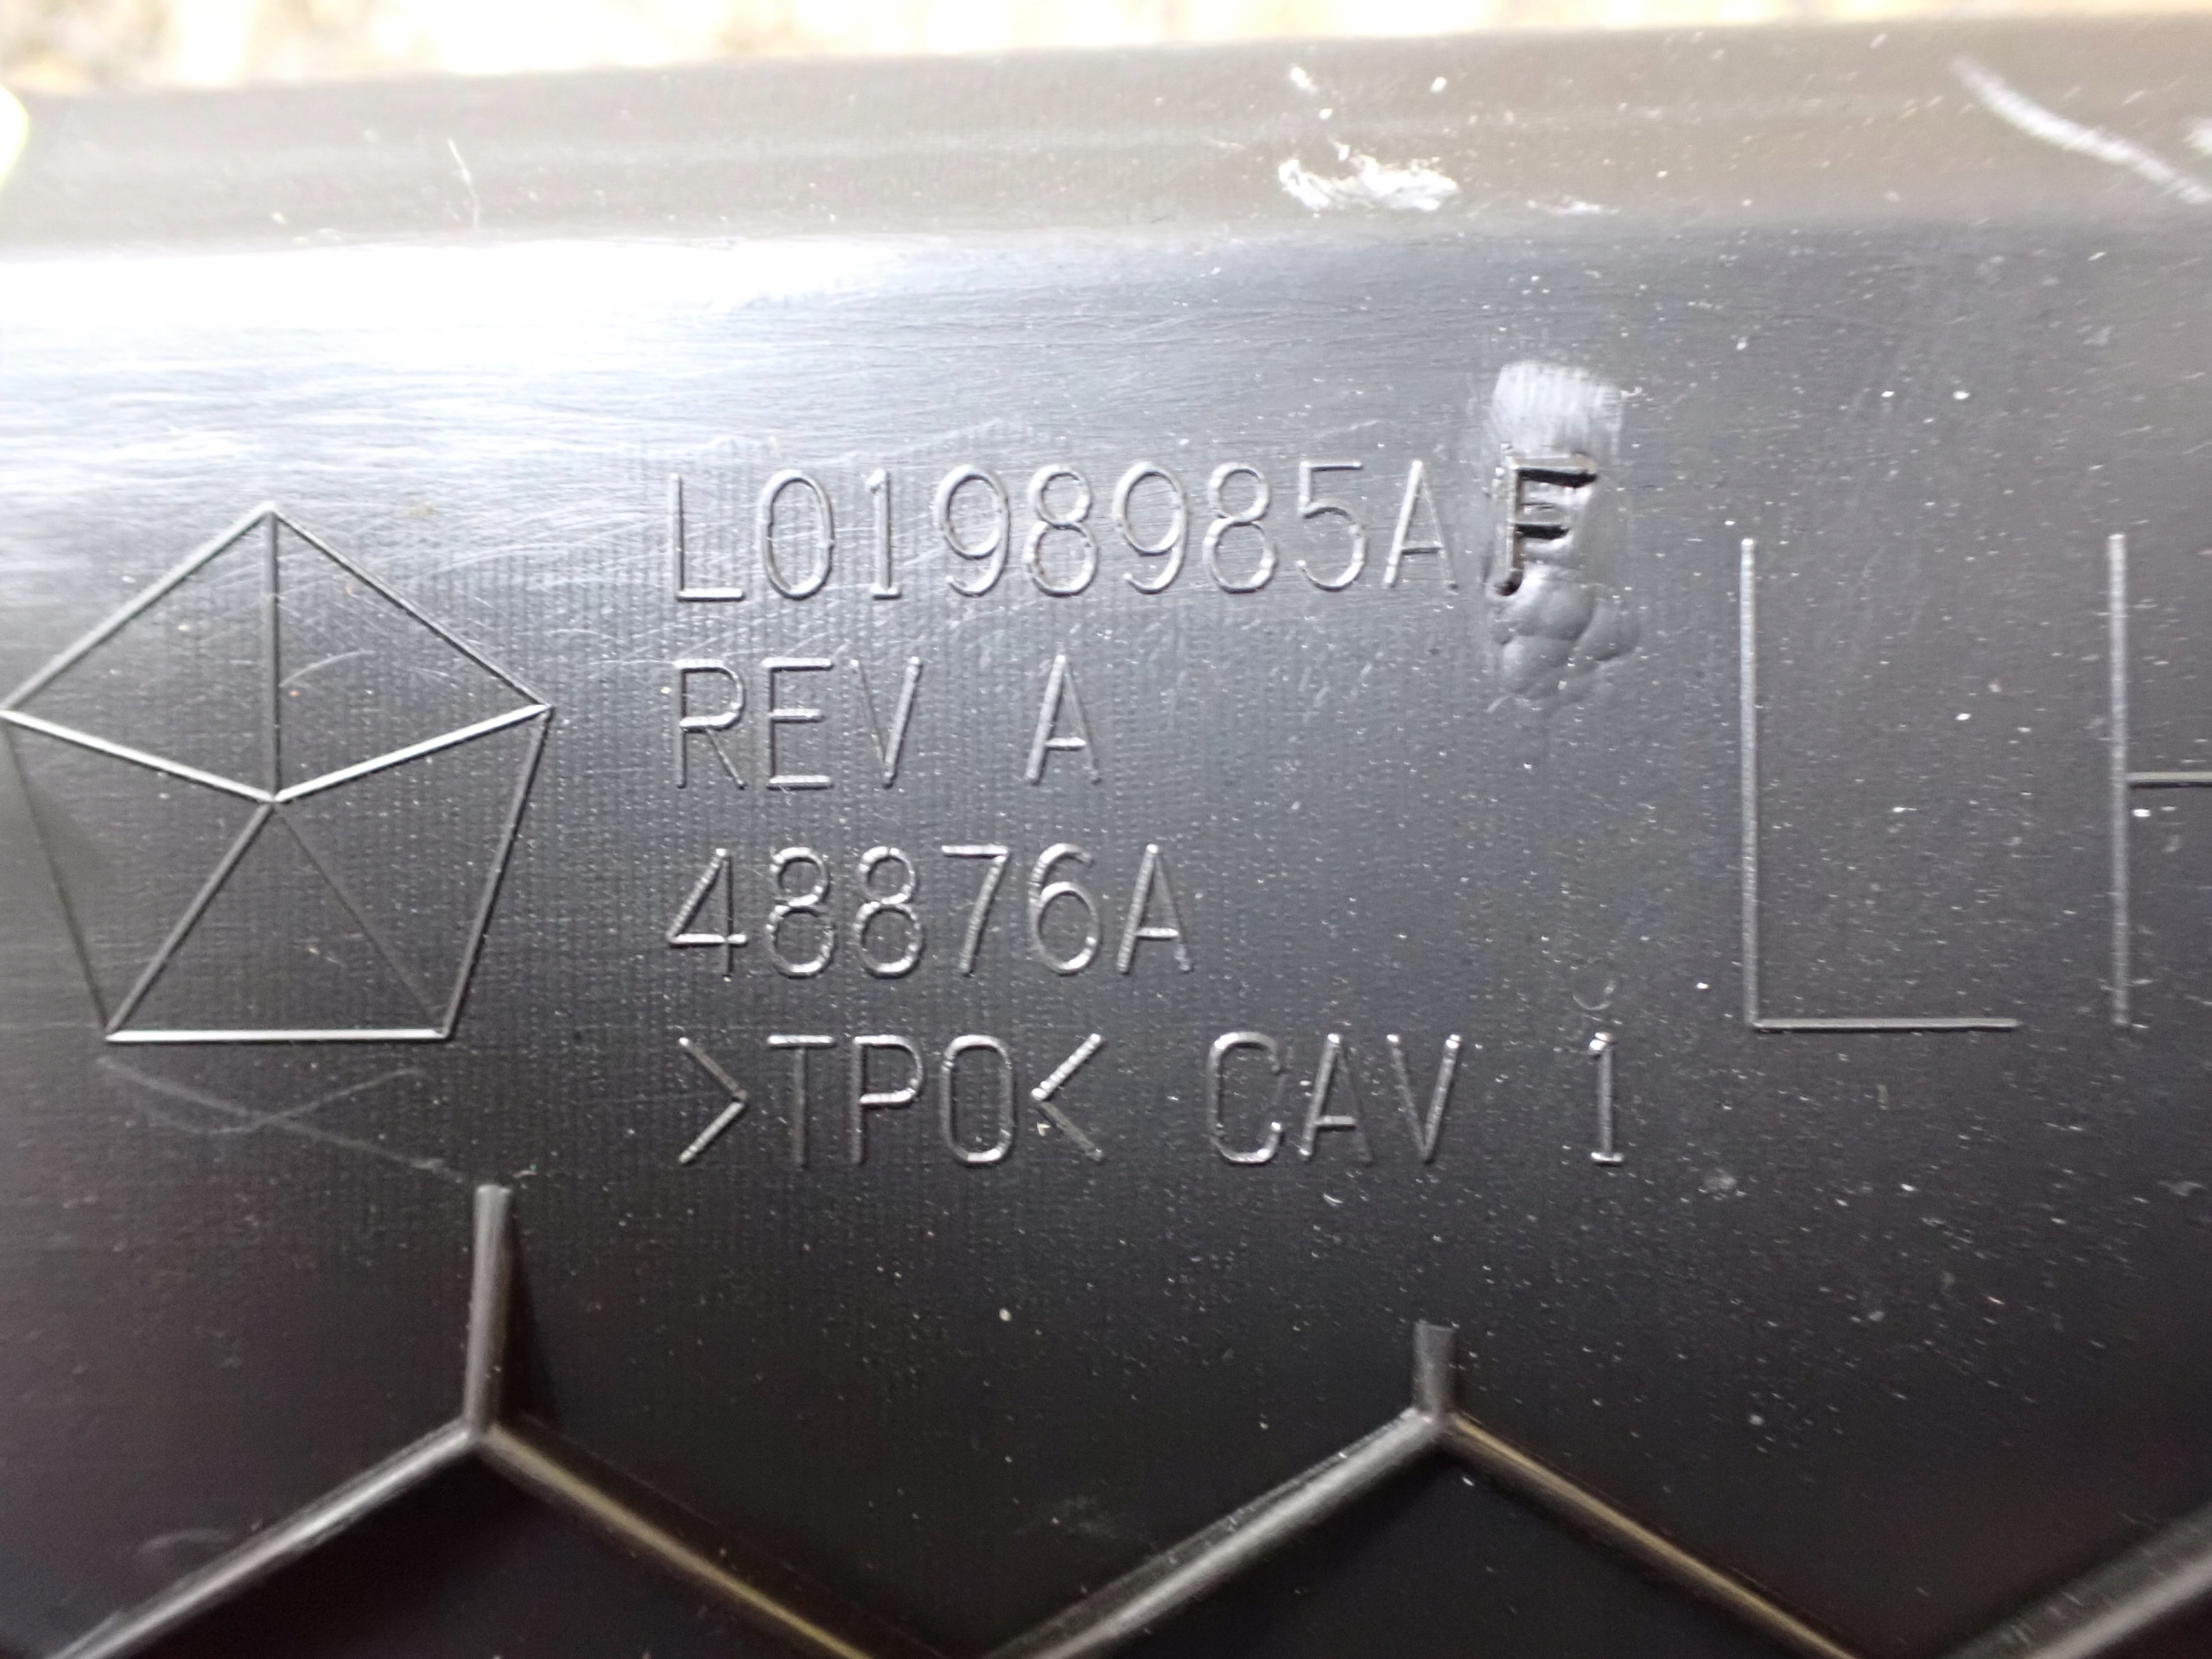 L0198985AF
REV A
48876A
>TPO< CAV 1
LH